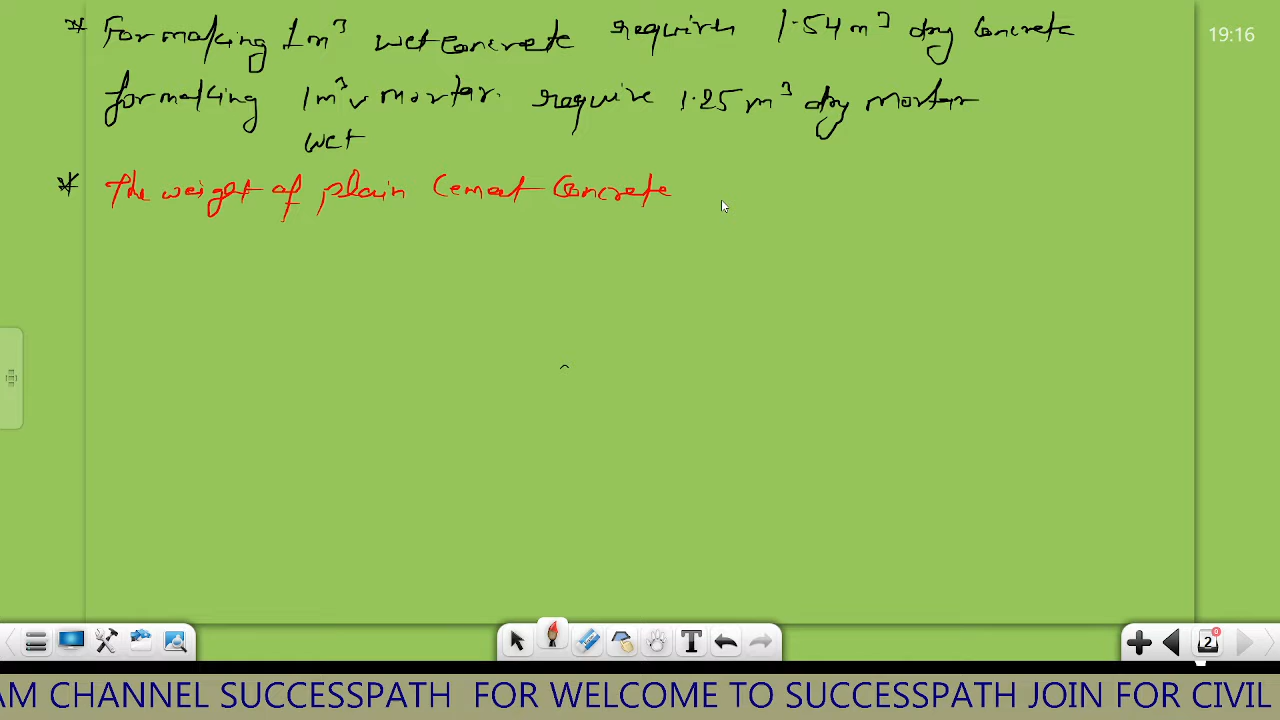 * For making 1m³ wet concrete requires 1.54 m³ dry concrete
19:16
for making 1m³ v mortar. require 1.25 m³ dry mortar
wet
* The weight of plain Cement Concrete
T
2
AM CHANNEL SUCCESSPATH FOR WELCOME TO SUCCESSPATH JOIN FOR CIVIL